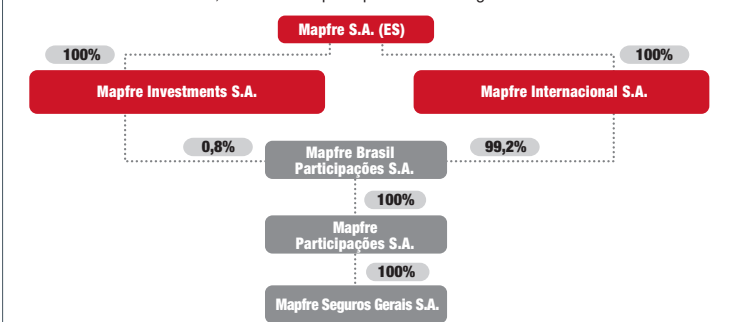 Mapfre S.A. (ES)
100%
100%
Mapfre Investments S.A.
Mapfre Internacional S.A.
0,8%
Mapfre Brasil
Participações S.A.
99,2%
100%
Mapfre
Participações S.A.
100%
Mapfre Seguros Gerais S.A.